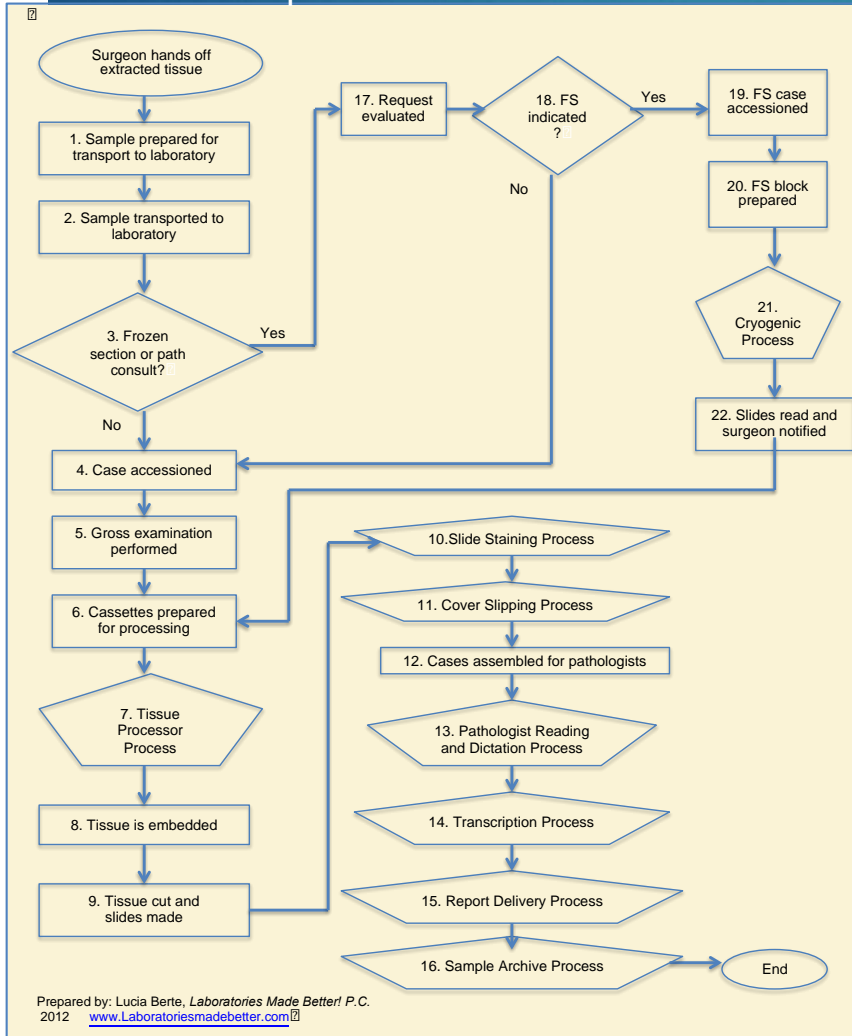 Surgeon hands off
extracted tissue
1. Sample prepared for
transport to laboratory
2. Sample transported to
laboratory
3. Frozen
section or path
consult?
Yes
No
4. Case accessioned
5. Gross examination
performed
6. Cassettes prepared
for processing
7. Tissue
Processor
Process
8. Tissue is embedded
9. Tissue cut and
slides made
17. Request
evaluated
18. FS
indicated
?
Yes
No
19. FS case
accessioned
20. FS block
prepared
21.
Cryogenic
Process
22. Slides read and
surgeon notified
10.Slide Staining Process
11. Cover Slipping Process
12. Cases assembled for pathologists
13. Pathologist Reading
and Dictation Process
14. Transcription Process
15. Report Delivery Process
16. Sample Archive Process
End
Prepared by: Lucia Berte, Laboratories Made Better! P.C.
2012 www.Laboratoriesmadebetter.com